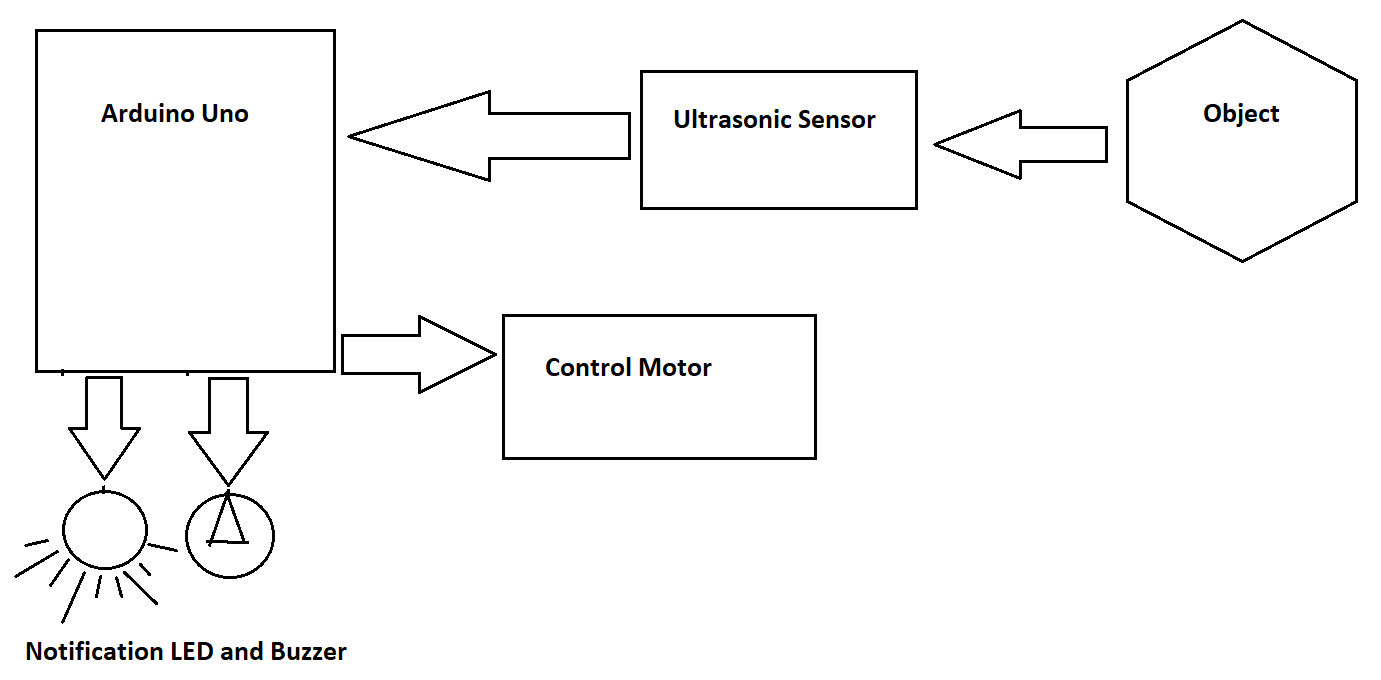 Arduino Uno
Ultrasonic Sensor
Object
Control Motor
Notification LED and Buzzer